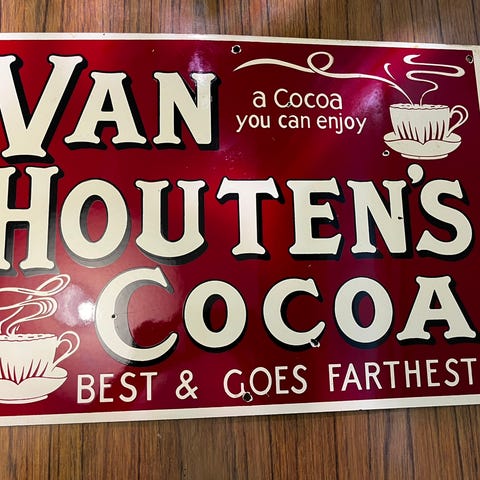 VAN
a Cocoa
you can enjoy
HOUTEN'S
COCOA
BEST & GOES FARTHEST